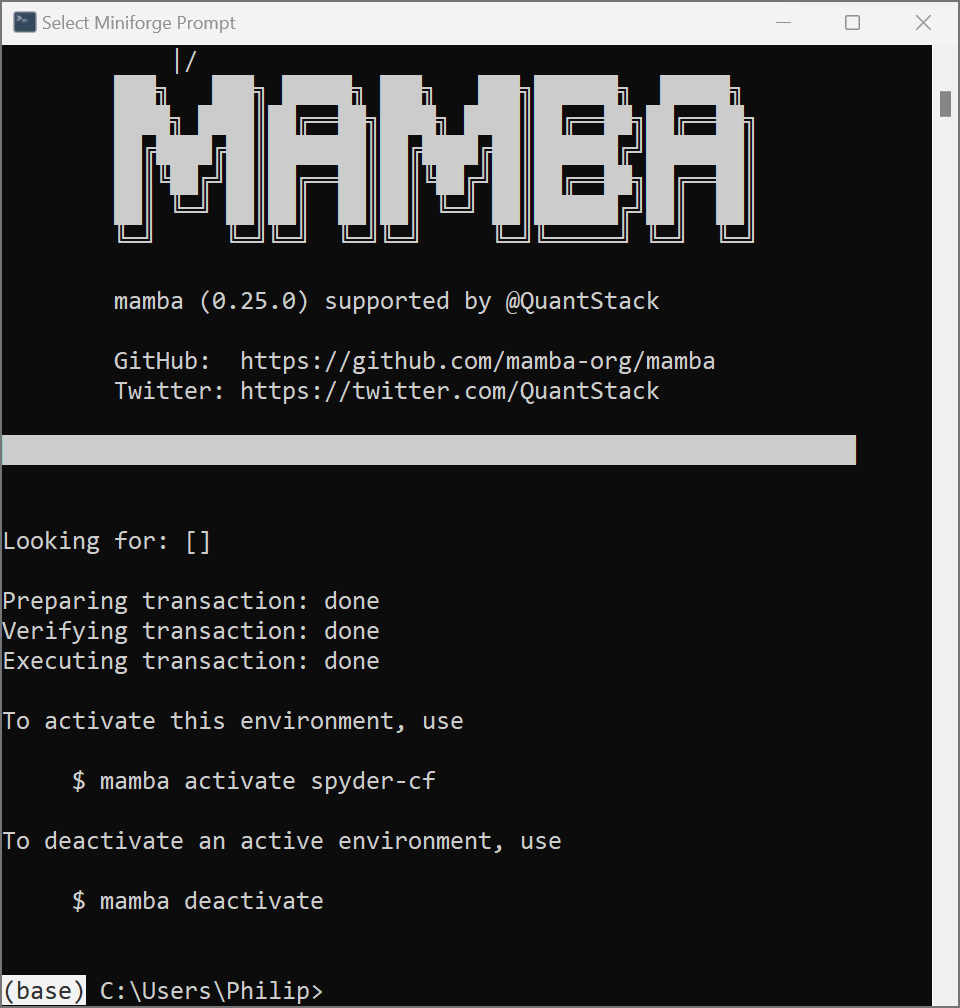 Select Miniforge Prompt
|/
MAMBA
mamba (0.25.0) supported by @QuantStack
GitHub:  https://github.com/mamba-org/mamba
Twitter: https://twitter.com/QuantStack
Looking for: []
Preparing transaction: done
Verifying transaction: done
Executing transaction: done
To activate this environment, use
$ mamba activate spyder-cf
To deactivate an active environment, use
$ mamba deactivate
(base) C:\Users\Philip>